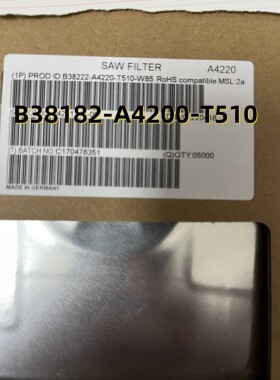 SAW FILTER A4220
(1P) PROD ID:B38222-A4220-T510-W85 RoHS compatible MSL:2a
B38182-A4200-T510
(T) BATCH NO:C170478351 (Q)QTY:05000
MADE IN GERMANY